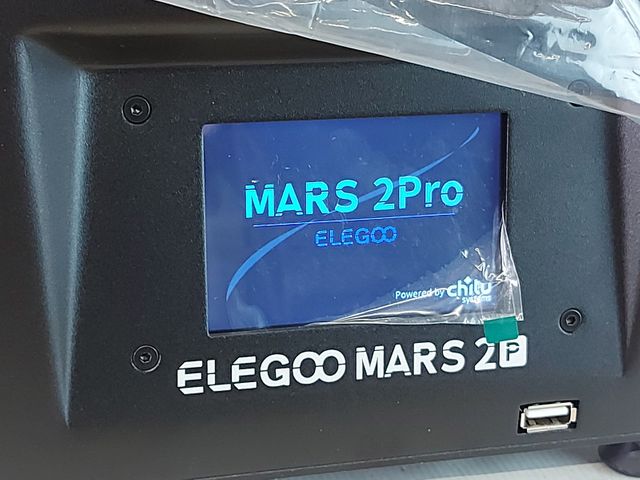 MARS 2Pro
ELEGOO
Powered by chitu
systems
ELEGOO MARS 2P